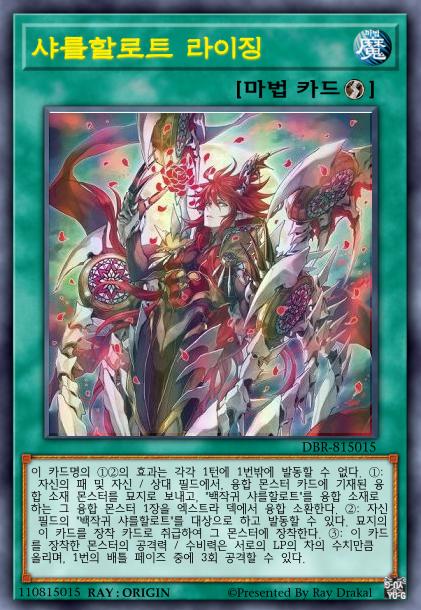 샤를할로트 라이징
마법
魔
[마법 카드]
DBR-815015
이 카드명의 ①②의 효과는 각각 1턴에 1번밖에 발동할 수 없다. ①:
자신의 패 및 자신 / 상대 필드에서, 융합 몬스터 카드에 기재된 융
합 소재 몬스터를 묘지로 보내고, "백작귀 샤를할로트"를 융합 소재로
하는 그 융합 몬스터 1장을 엑스트라 덱에서 융합 소환한다. ②: 자신
필드의 "백작귀 샤를할로트"를 대상으로 하고 발동할 수 있다. 묘지의
이 카드를 장착 카드로 취급하여 그 몬스터에 장착한다. ③: 이 카드
를 장착한 몬스터의 공격력 / 수비력은 서로의 LP의 차의 수치만큼
올리며, 1번의 배틀 페이즈 중에 3회 공격할 수 있다.
110815015 RAY : ORIGIN ©Presented By Ray Drakal